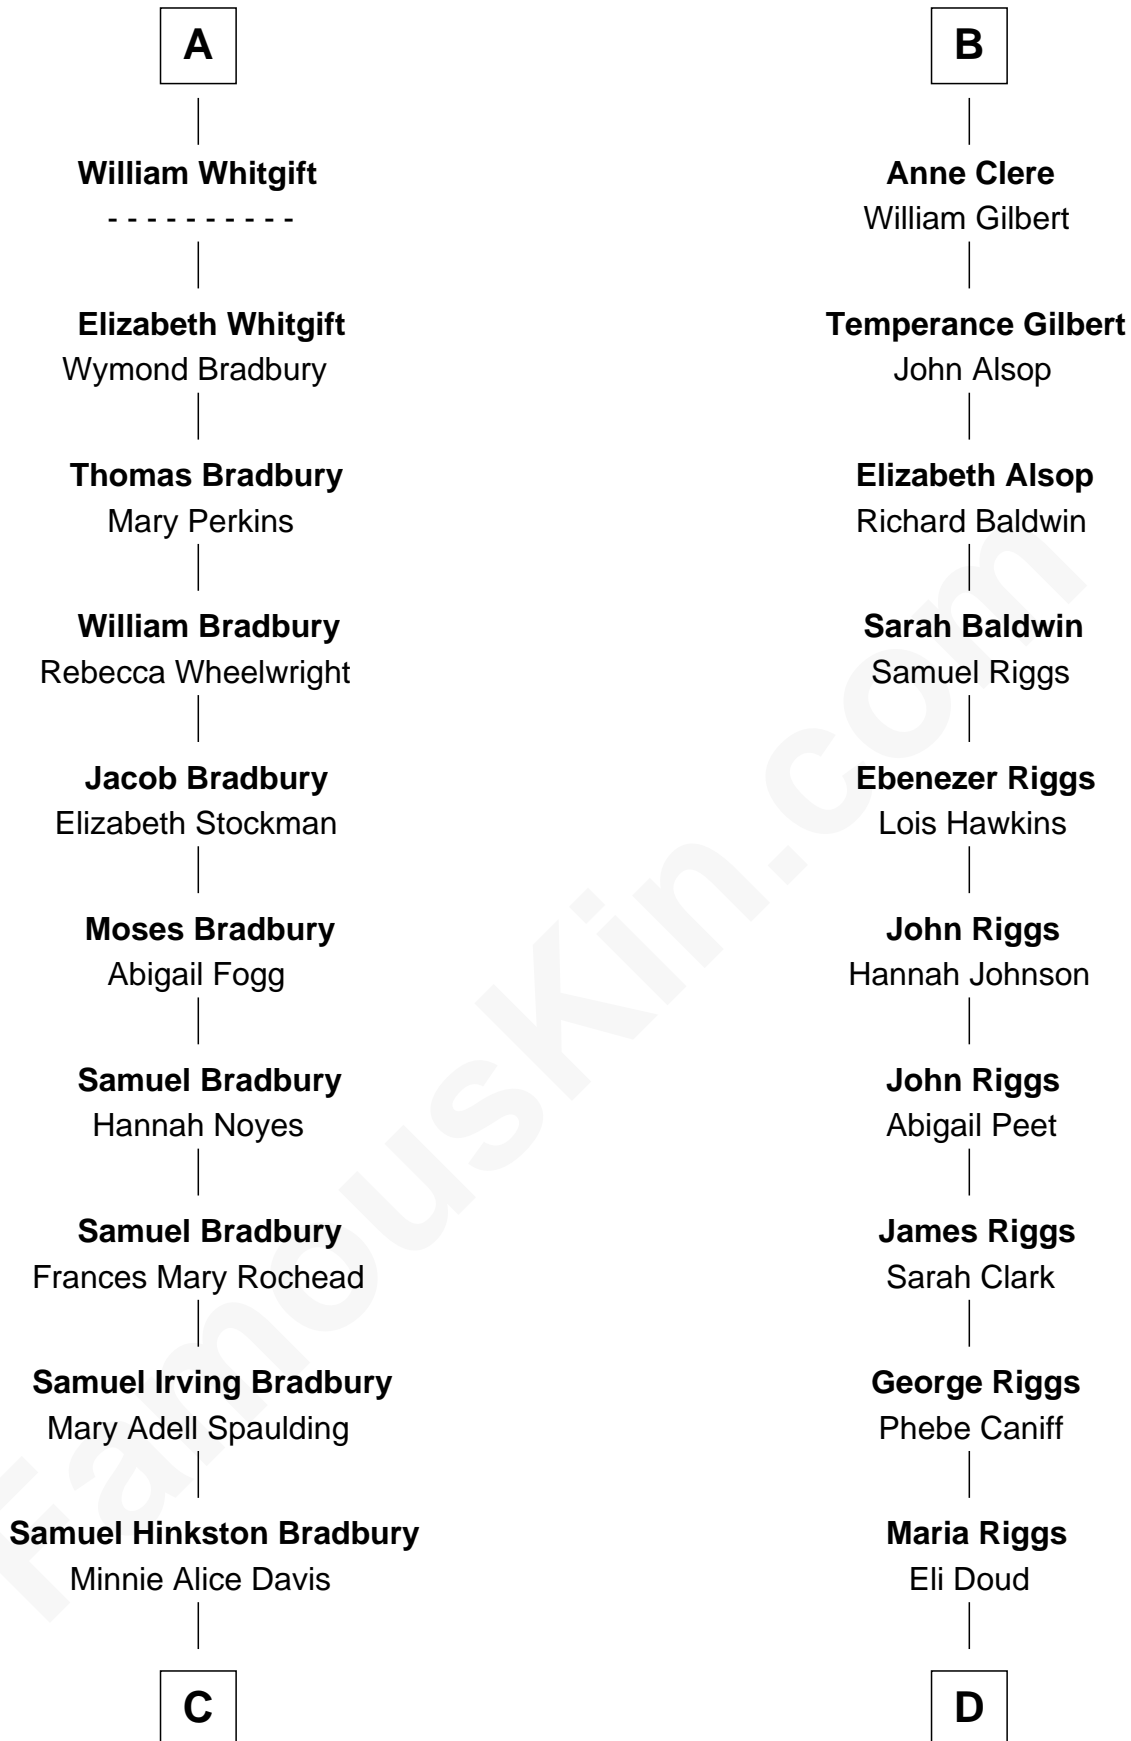 A
William Whitgift
- - - - - - - - - -
Elizabeth Whitgift
Wymond Bradbury
Thomas Bradbury
Mary Perkins
William Bradbury
Rebecca Wheelwright
Jacob Bradbury
Elizabeth Stockman
Moses Bradbury
Abigail Fogg
Samuel Bradbury
Hannah Noyes
Samuel Bradbury
Frances Mary Rochead
Samuel Irving Bradbury
Mary Adell Spaulding
Samuel Hinkston Bradbury
Minnie Alice Davis
C
B
Anne Clere
William Gilbert
Temperance Gilbert
John Alsop
Elizabeth Alsop
Richard Baldwin
Sarah Baldwin
Samuel Riggs
Ebenezer Riggs
Lois Hawkins
John Riggs
Hannah Johnson
John Riggs
Abigail Peet
James Riggs
Sarah Clark
George Riggs
Phebe Caniff
Maria Riggs
Eli Doud
D
FamousKin.com